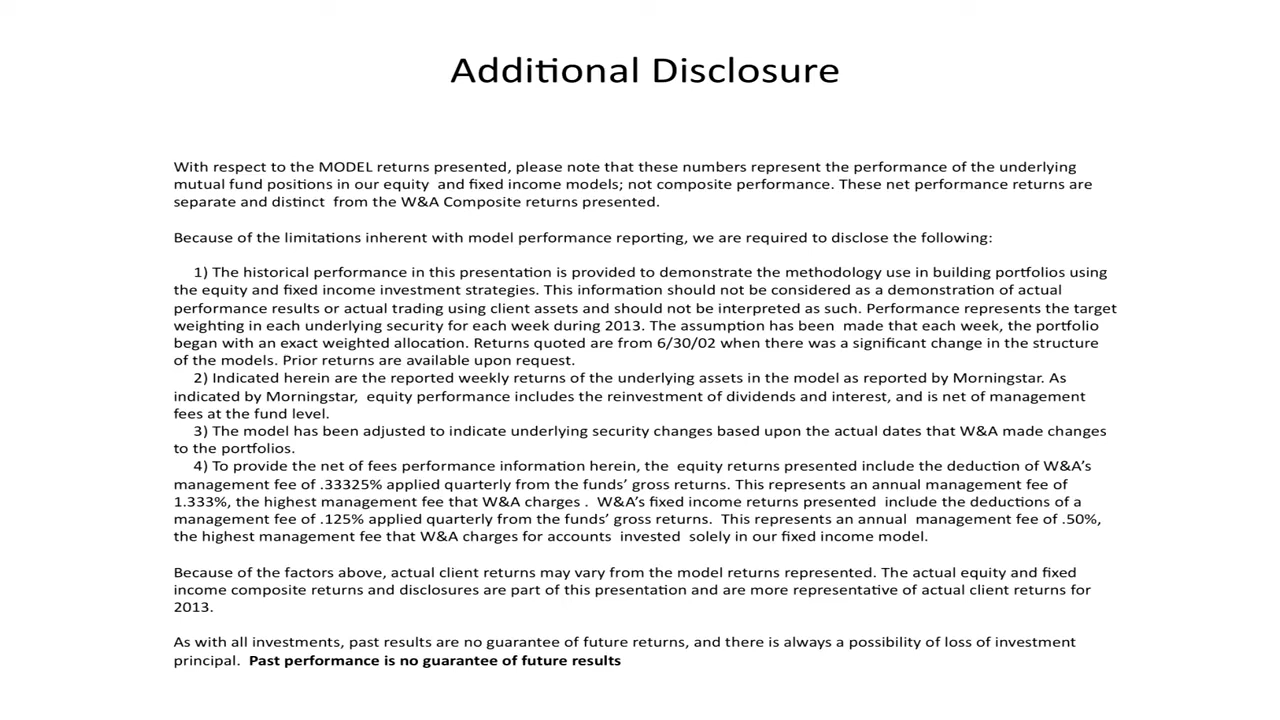 Additional Disclosure
With respect to the MODEL returns presented, please note that these numbers represent the performance of the underlying
mutual fund positions in our equity and fixed income models; not composite performance. These net performance returns are
separate and distinct from the W&A Composite returns presented.
Because of the limitations inherent with model performance reporting, we are required to disclose the following:
1) The historical performance in this presentation is provided to demonstrate the methodology use in building portfolios using
the equity and fixed income investment strategies. This information should not be considered as a demonstration of actual
performance results or actual trading using client assets and should not be interpreted as such. Performance represents the target
weighting in each underlying security for each week during 2013. The assumption has been made that each week, the portfolio
began with an exact weighted allocation. Returns quoted are from 6/30/02 when there was a significant change in the structure
of the models. Prior returns are available upon request.
2) Indicated herein are the reported weekly returns of the underlying assets in the model as reported by Morningstar. As
indicated by Morningstar, equity performance includes the reinvestment of dividends and interest, and is net of management
fees at the fund level.
3) The model has been adjusted to indicate underlying security changes based upon the actual dates that W&A made changes
to the portfolios.
4) To provide the net of fees performance information herein, the equity returns presented include the deduction of W&A's
management fee of .33325% applied quarterly from the funds' gross returns. This represents an annual management fee of
1.333%, the highest management fee that W&A charges . W&A's fixed income returns presented include the deductions of a
management fee of .125% applied quarterly from the funds' gross returns. This represents an annual management fee of .50%,
the highest management fee that W&A charges for accounts invested solely in our fixed income model.
Because of the factors above, actual client returns may vary from the model returns represented. The actual equity and fixed
income composite returns and disclosures are part of this presentation and are more representative of actual client returns for
2013.
As with all investments, past results are no guarantee of future returns, and there is always a possibility of loss of investment
principal. Past performance is no guarantee of future results